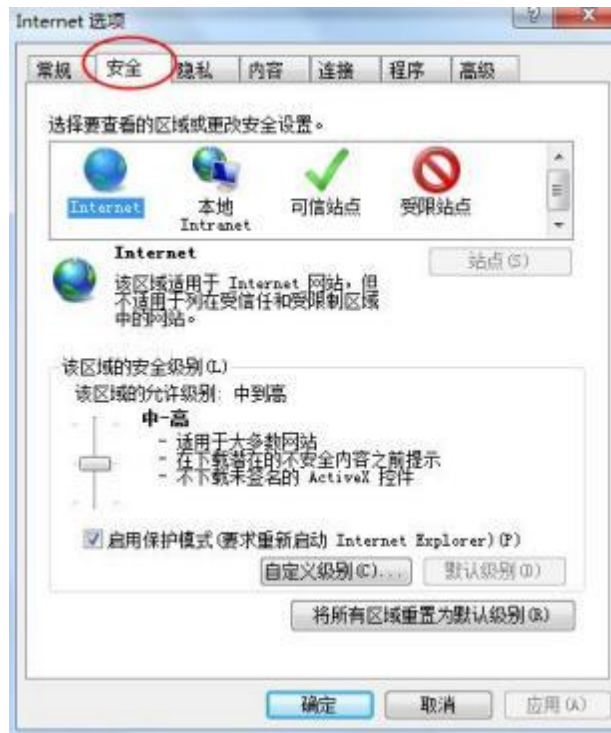 Internet 选项
常规 安全 隐私 内容 连接 程序 高级
选择要查看的区域或更改安全设置。
Internet 本地 Intranet 可信站点 受限站点
Internet
站点(S)
该区域适用于 Internet 网站，但
不适用于列在受信任和受限制区域
中的网站。
该区域的安全级别(L)
该区域的允许级别: 中到高
中-高
- 适用于大多数网站
- 在下载潜在的不安全内容之前提示
- 不下载未签名的 ActiveX 控件
启用保护模式(要求重新启动 Internet Explorer)(P)
自定义级别(C)... 默认级别(D)
将所有区域重置为默认级别(R)
确定 取消 应用(A)